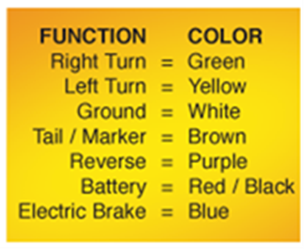 FUNCTION COLOR
Right Turn = Green
Left Turn = Yellow
Ground = White
Tail / Marker = Brown
Reverse = Purple
Battery = Red / Black
Electric Brake = Blue